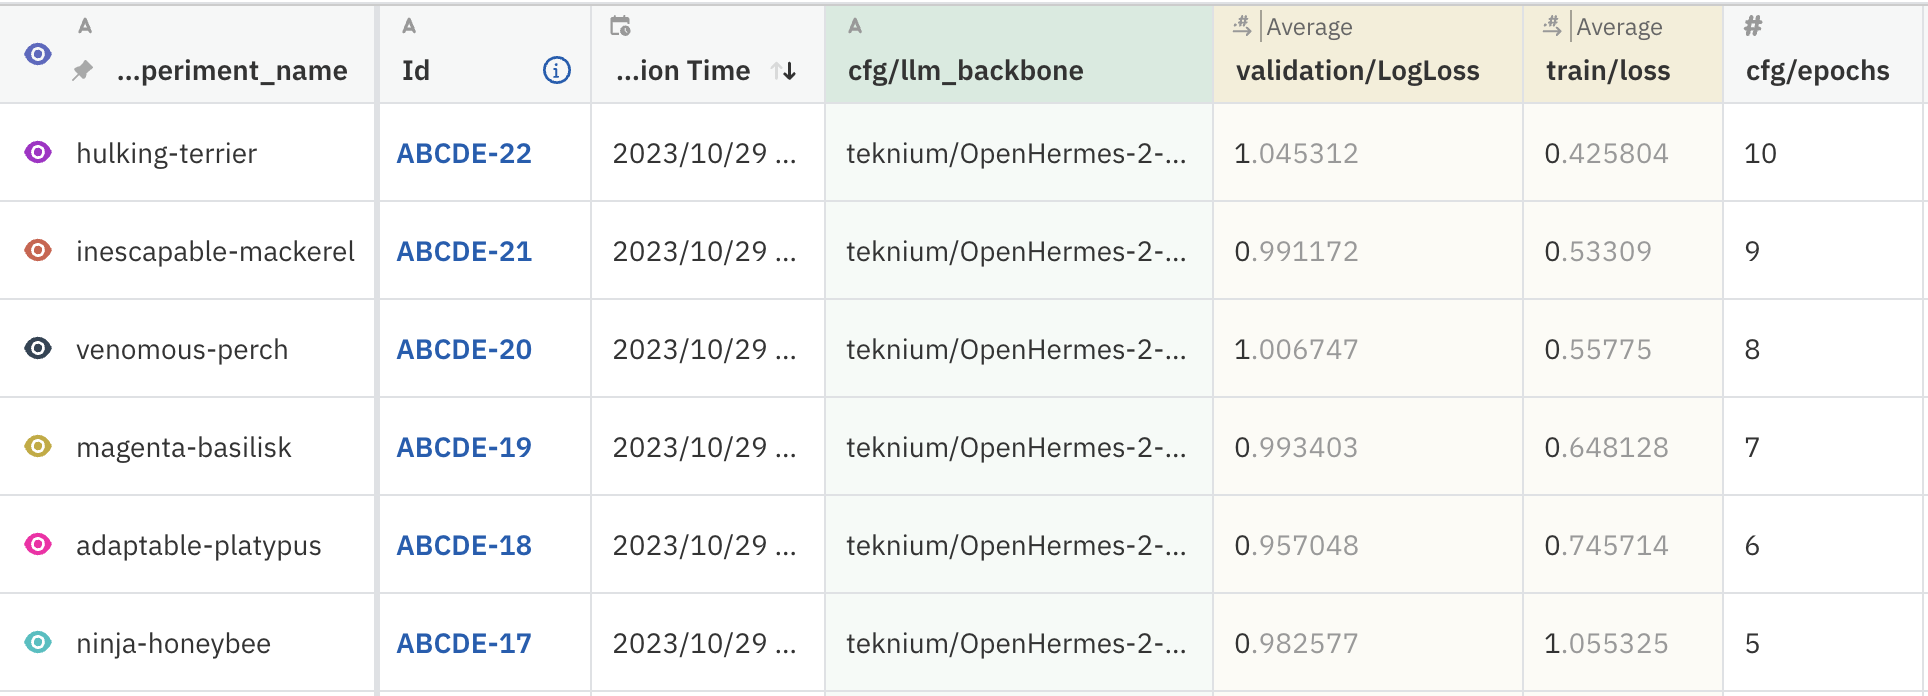 A A A # | Average # | Average #
...periment_name Id i ...ion Time cfg/llm_backbone validation/LogLoss train/loss cfg/epochs
hulking-terrier ABCDE-22 2023/10/29 ... teknium/OpenHermes-2-... 1.045312 0.425804 10
inescapable-mackerel ABCDE-21 2023/10/29 ... teknium/OpenHermes-2-... 0.991172 0.53309 9
venomous-perch ABCDE-20 2023/10/29 ... teknium/OpenHermes-2-... 1.006747 0.55775 8
magenta-basilisk ABCDE-19 2023/10/29 ... teknium/OpenHermes-2-... 0.993403 0.648128 7
adaptable-platypus ABCDE-18 2023/10/29 ... teknium/OpenHermes-2-... 0.957048 0.745714 6
ninja-honeybee ABCDE-17 2023/10/29 ... teknium/OpenHermes-2-... 0.982577 1.055325 5